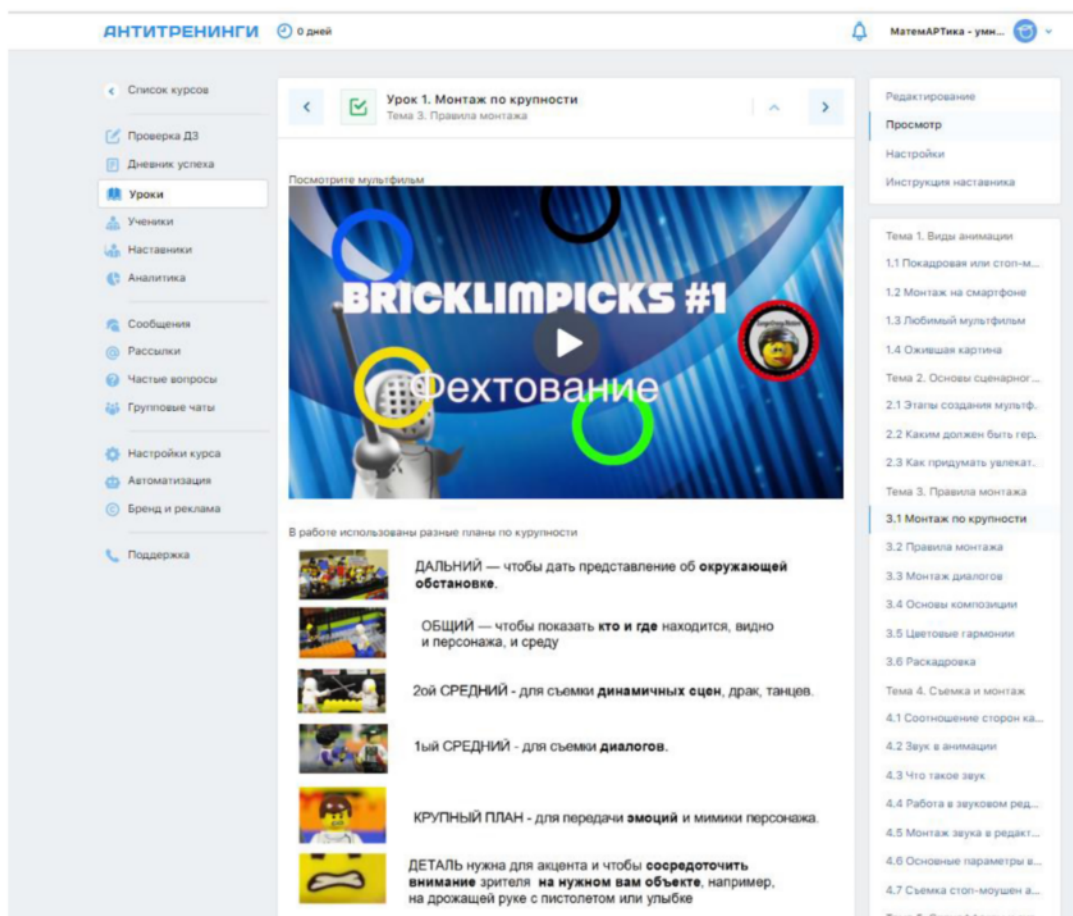 АНТИТРЕНИНГИ
0 дней
МатемАРТика - умн...
Список курсов
Проверка ДЗ
Дневник успеха
Уроки
Ученики
Наставники
Аналитика
Сообщения
Рассылки
Частые вопросы
Групповые чаты
Настройки курса
Автоматизация
Бренд и реклама
Поддержка
Урок 1. Монтаж по крупности
Тема 3. Правила монтажа
Посмотрите мультфильм
BRICKLIMPICKS #1
Фехтование
В работе использованы разные планы по курупности
ДАЛЬНИЙ — чтобы дать представление об окружающей
обстановке.
ОБЩИЙ — чтобы показать кто и где находится, видно
и персонажа, и среду
2ой СРЕДНИЙ - для съемки динамичных сцен, драк, танцев.
1ый СРЕДНИЙ - для съемки диалогов.
КРУПНЫЙ ПЛАН - для передачи эмоций и мимики персонажа.
ДЕТАЛЬ нужна для акцента и чтобы сосредоточить
внимание зрителя на нужном вам объекте, например,
на дрожащей руке с пистолетом или улыбке
Редактирование
Просмотр
Настройки
Инструкция наставника
Тема 1. Виды анимации
1.1 Покадровая или стоп-м...
1.2 Монтаж на смартфоне
1.3 Любимый мультфильм
1.4 Ожившая картина
Тема 2. Основы сценарног...
2.1 Этапы создания мультф.
2.2 Каким должен быть гер.
2.3 Как придумать увлекат.
Тема 3. Правила монтажа
3.1 Монтаж по крупности
3.2 Правила монтажа
3.3 Монтаж диалогов
3.4 Основы композиции
3.5 Цветовые гармонии
3.6 Раскадровка
Тема 4. Съемка и монтаж
4.1 Соотношение сторон ка...
4.2 Звук в анимации
4.3 Что такое звук
4.4 Работа в звуковом ред...
4.5 Монтаж звука в редакт...
4.6 Основные параметры в...
4.7 Съемка стоп-моушен а...